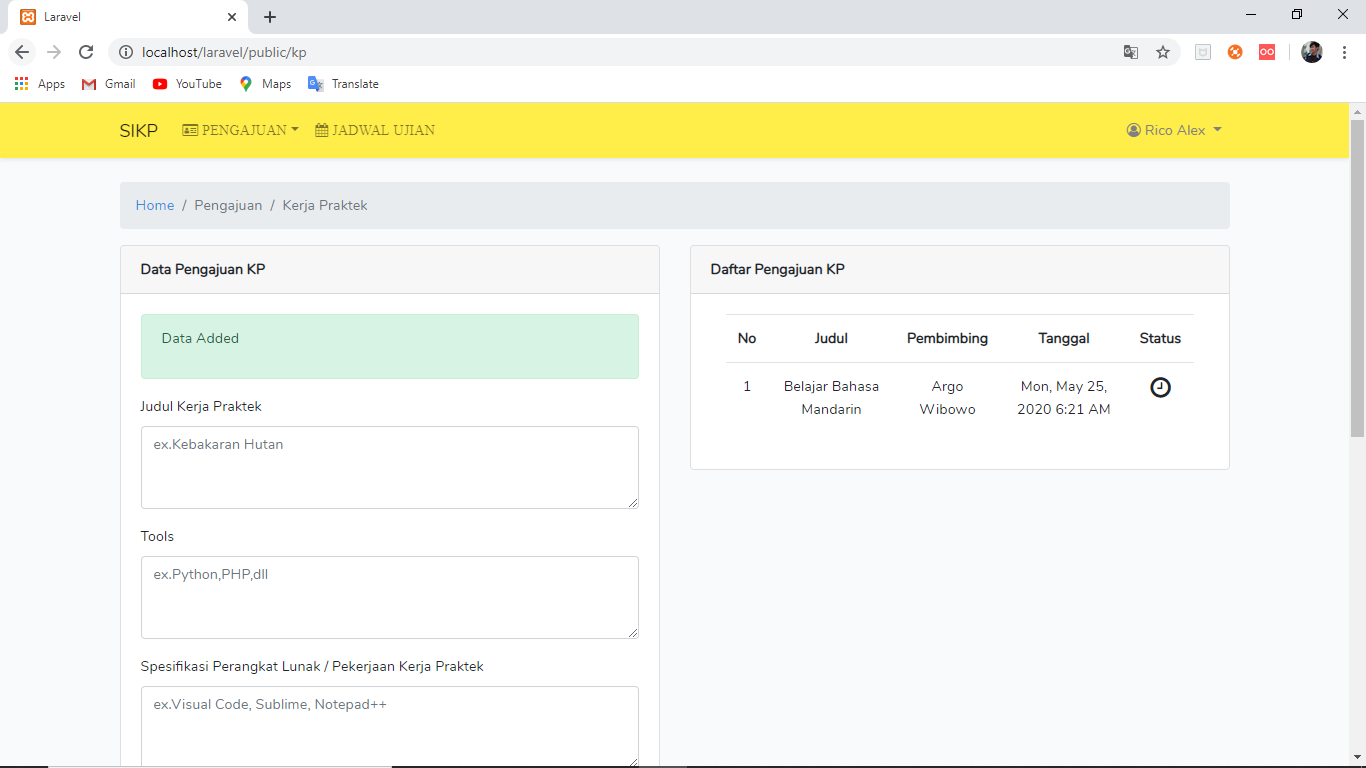 Laravel
localhost/laravel/public/kp
Apps Gmail YouTube Maps Translate
SIKP PENGAJUAN JADWAL UJIAN Rico Alex
Home / Pengajuan / Kerja Praktek
Data Pengajuan KP
Data Added
Judul Kerja Praktek
ex.Kebakaran Hutan
Tools
ex.Python,PHP,dll
Spesifikasi Perangkat Lunak / Pekerjaan Kerja Praktek
ex.Visual Code, Sublime, Notepad++
Daftar Pengajuan KP
No Judul Pembimbing Tanggal Status
1 Belajar Bahasa Argo Mon, May 25,
Mandarin Wibowo 2020 6:21 AM